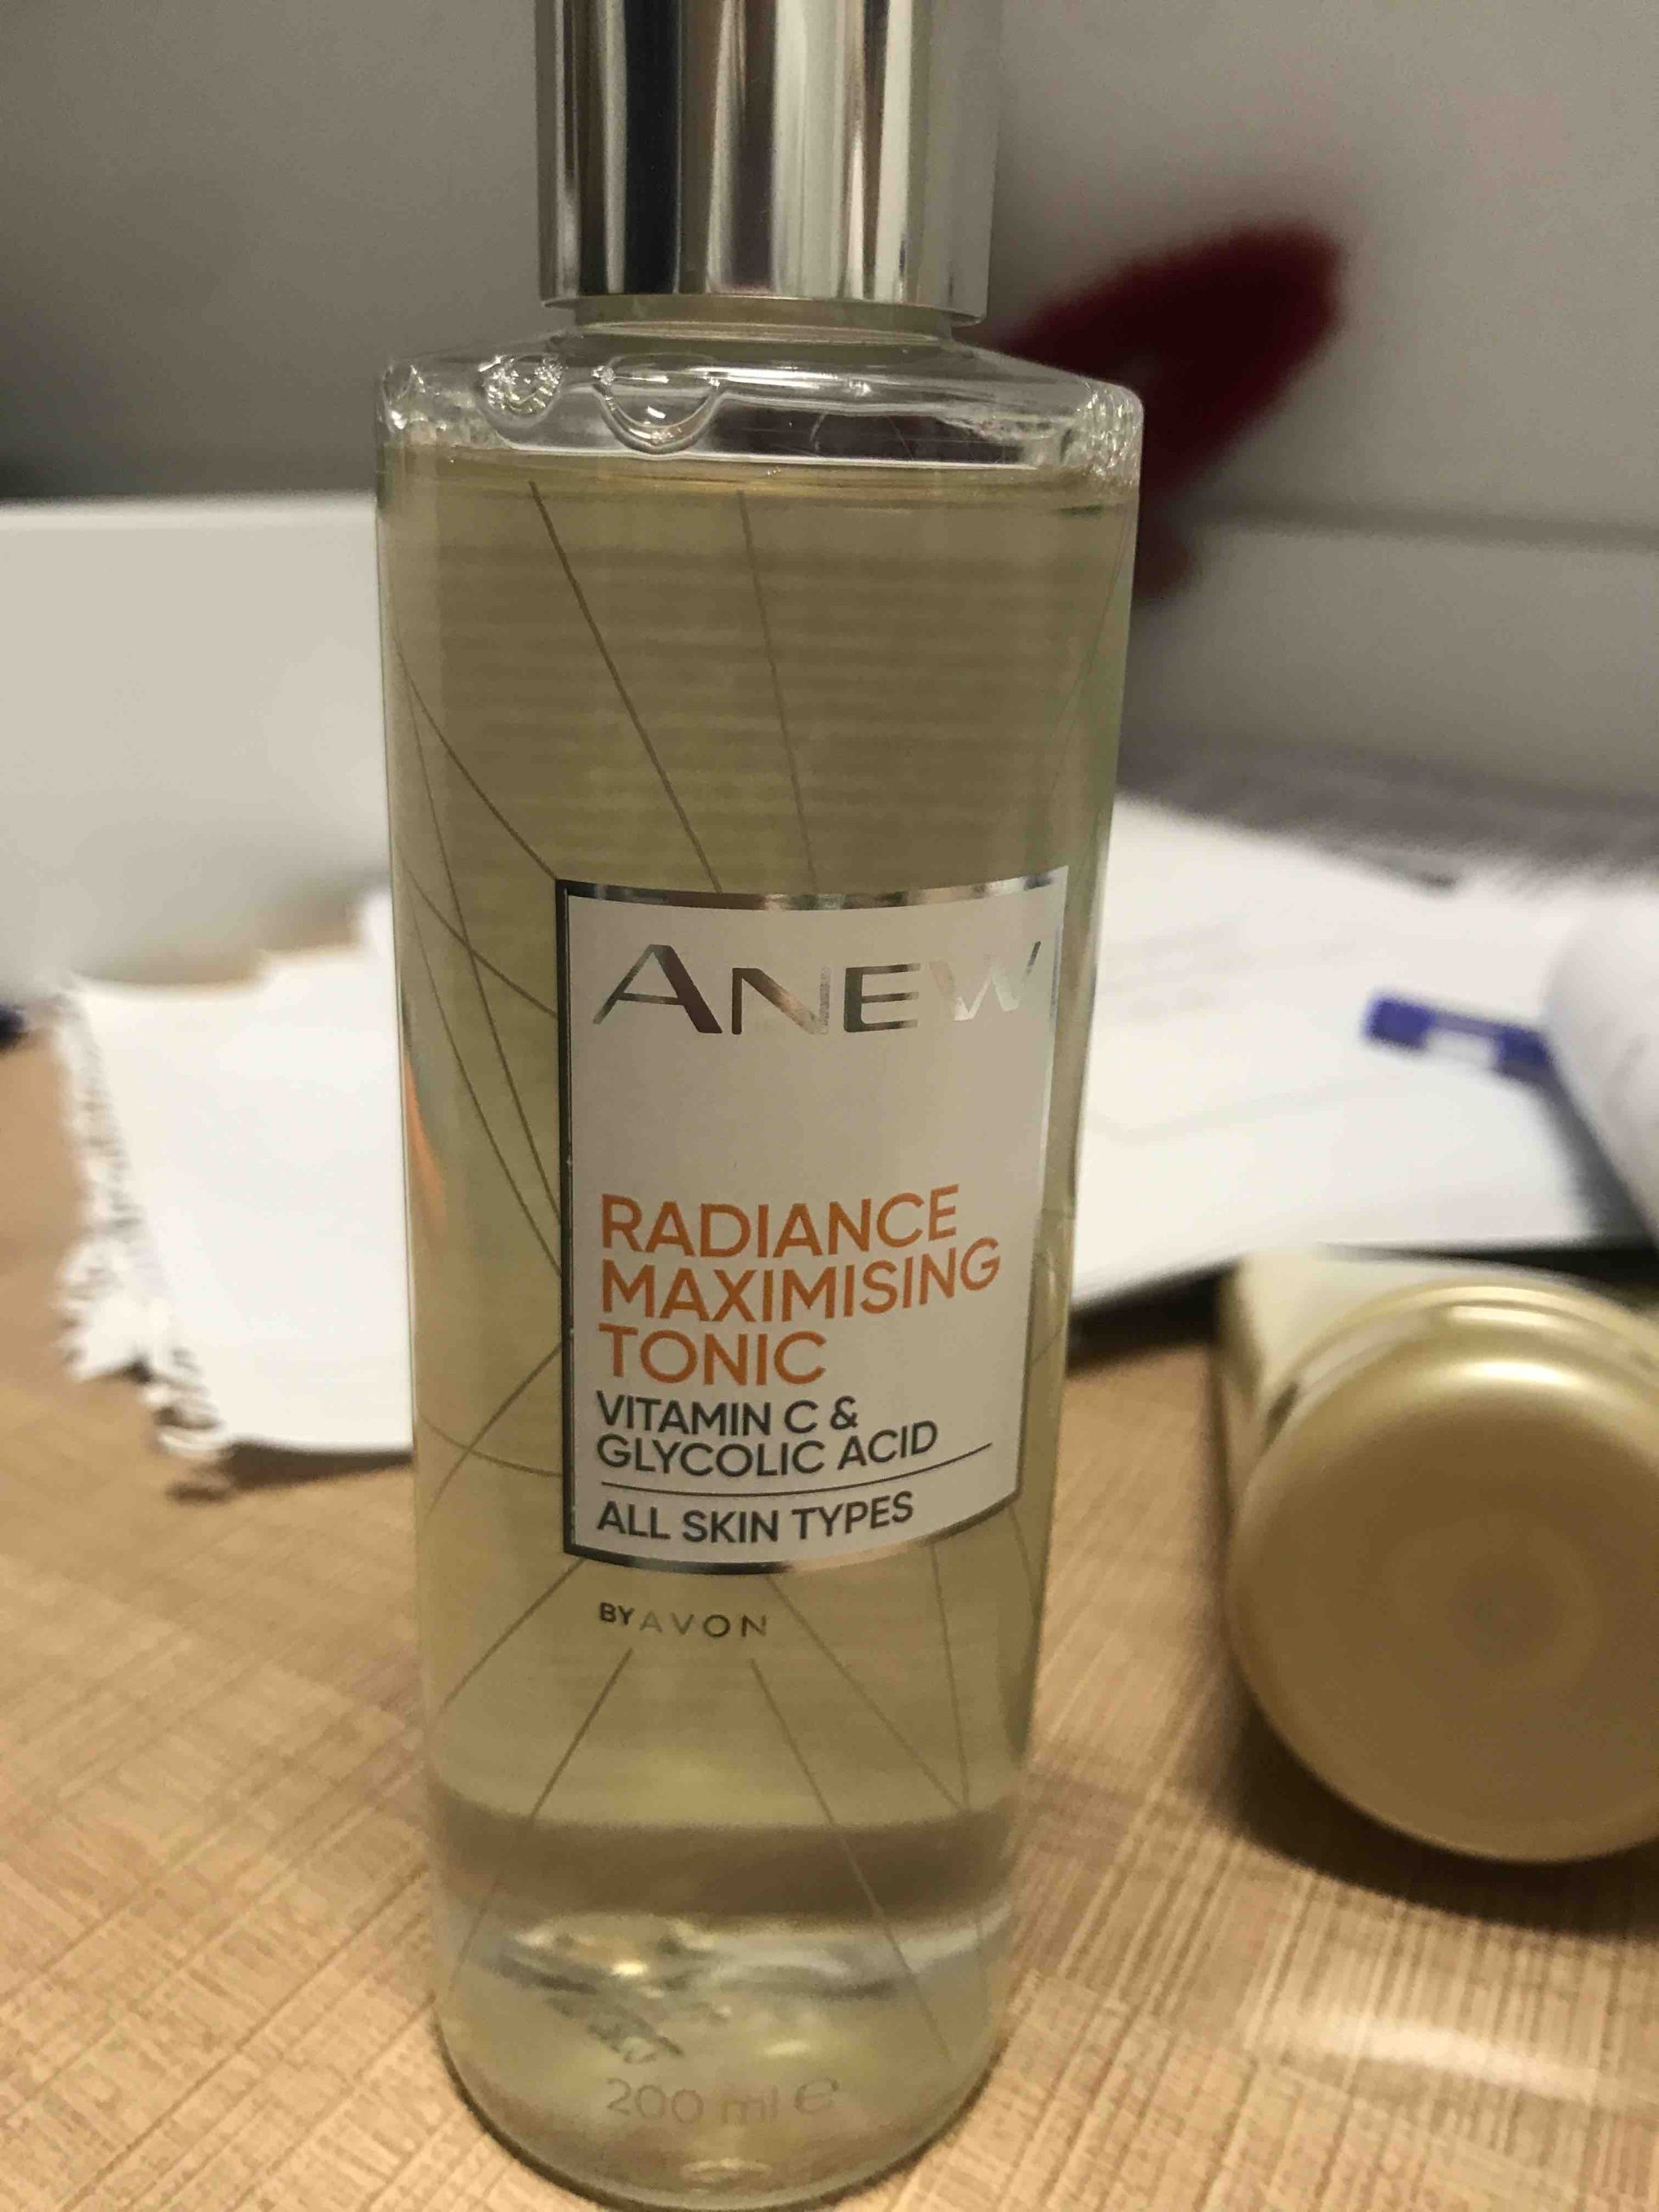 ANEW
RADIANCE
MAXIMISING
TONIC
VITAMIN C &
GLYCOLIC ACID
ALL SKIN TYPES
BY AVON
200 ml ℮